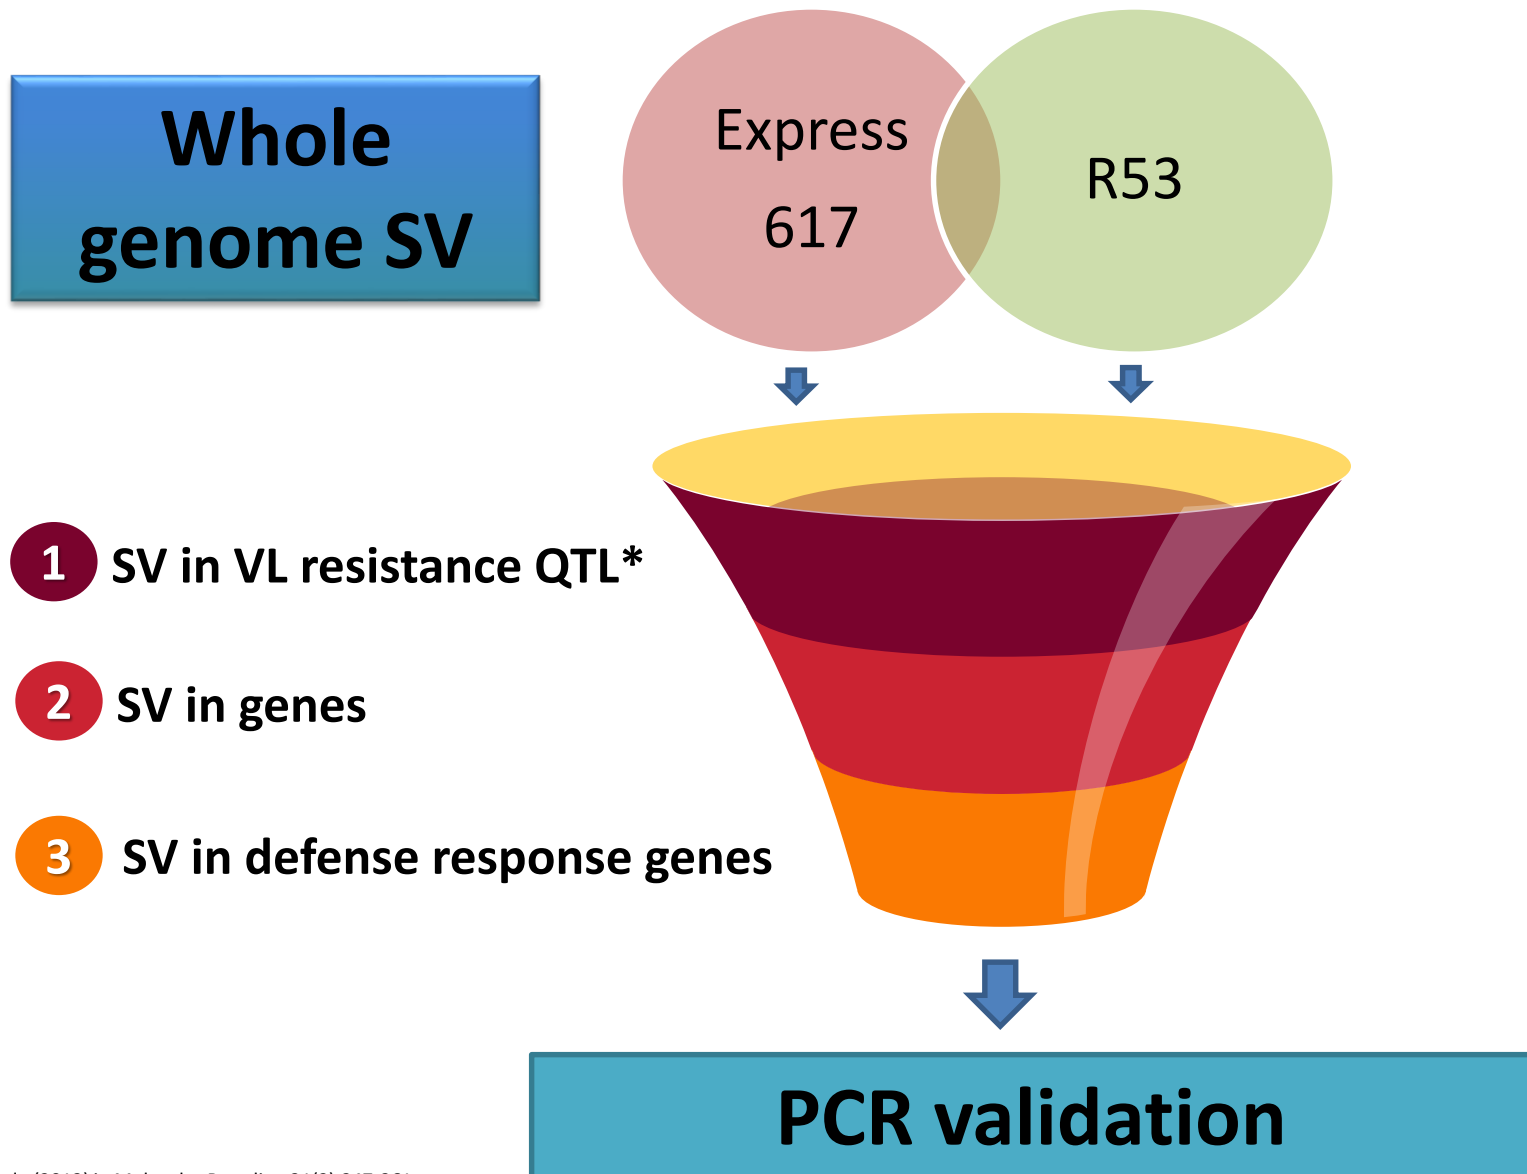 Whole
genome SV
Express
617
R53
1 SV in VL resistance QTL*
2 SV in genes
3 SV in defense response genes
PCR validation